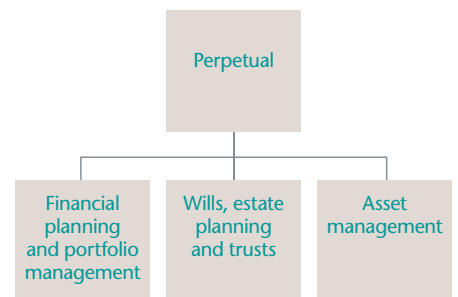 Perpetual
Financial
planning
and portfolio
management
Wills, estate
planning
and trusts
Asset
management